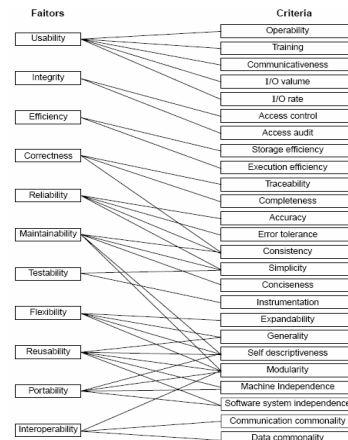 Faitors
Criteria
Usability
Integrity
Efficiency
Correctness
Reliability
Maintainability
Testability
Flexibility
Reusability
Portability
Interoperability
Operability
Training
Communicativeness
I/O volume
I/O rate
Access control
Access audit
Storage efficiency
Execution efficiency
Traceability
Completeness
Accuracy
Error tolerance
Consistency
Simplicity
Conciseness
Instrumentation
Expandability
Generality
Self descriptiveness
Modularity
Machine Independence
Software system independence
Communication commonality
Data commonality